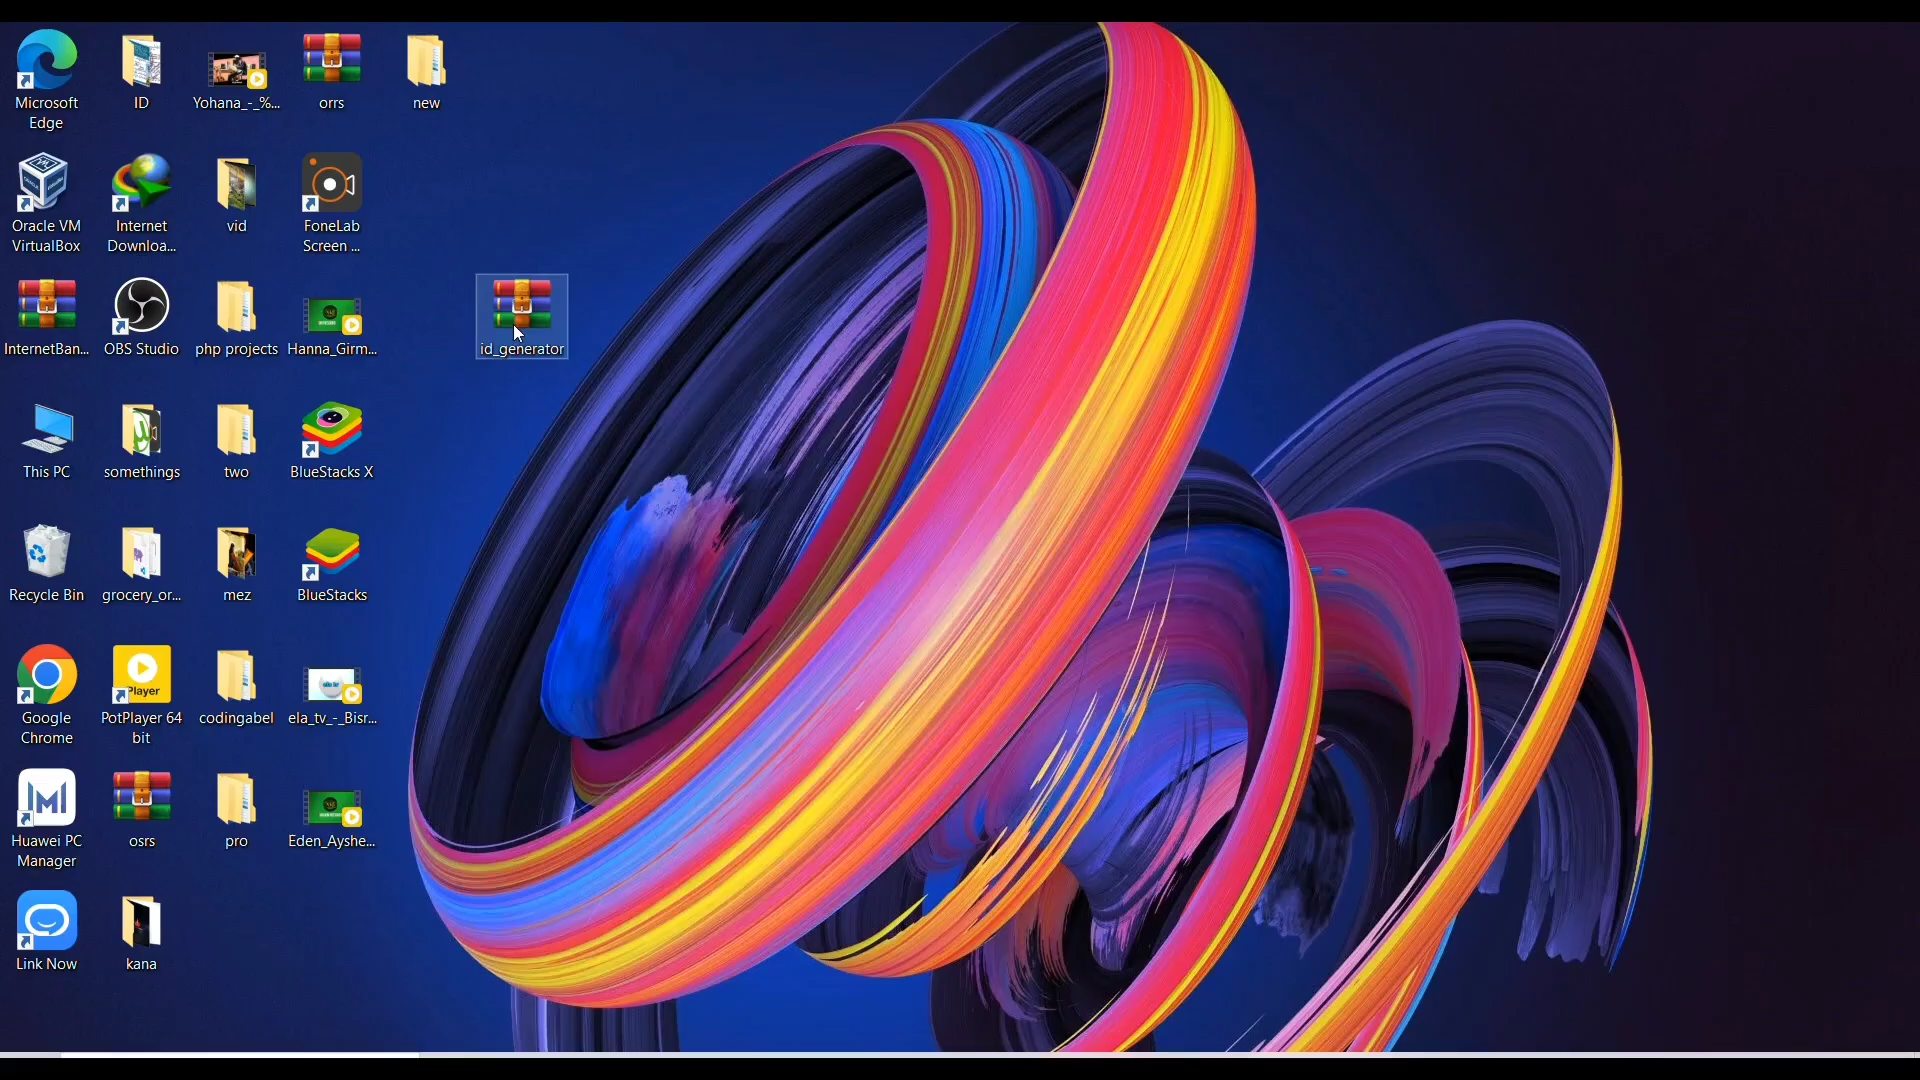 Microsoft
Edge
ID
Yohana_-_%...
orrs
new
Oracle VM
VirtualBox
Internet
Downloa...
vid
FoneLab
Screen ...
InternetBan...
OBS Studio
php projects
Hanna_Girm...
id_generator
This PC
somethings
two
BlueStacks X
Recycle Bin
grocery_or...
mez
BlueStacks
Google
Chrome
Player
PotPlayer 64
bit
codingabel
ela_tv_-_Bisr...
Huawei PC
Manager
osrs
pro
Eden_Ayshe...
Link Now
kana